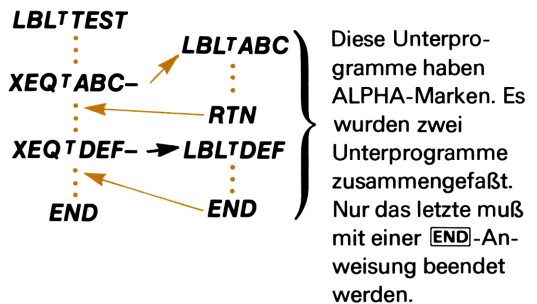 LBLᵀTEST
XEQᵀABC–
XEQᵀDEF–
END
LBLᵀABC
RTN
LBLᵀDEF
END
Diese Unterpro-
gramme haben
ALPHA-Marken. Es
wurden zwei
Unterprogramme
zusammengefaßt.
Nur das letzte muß
mit einer END-An-
weisung beendet
werden.